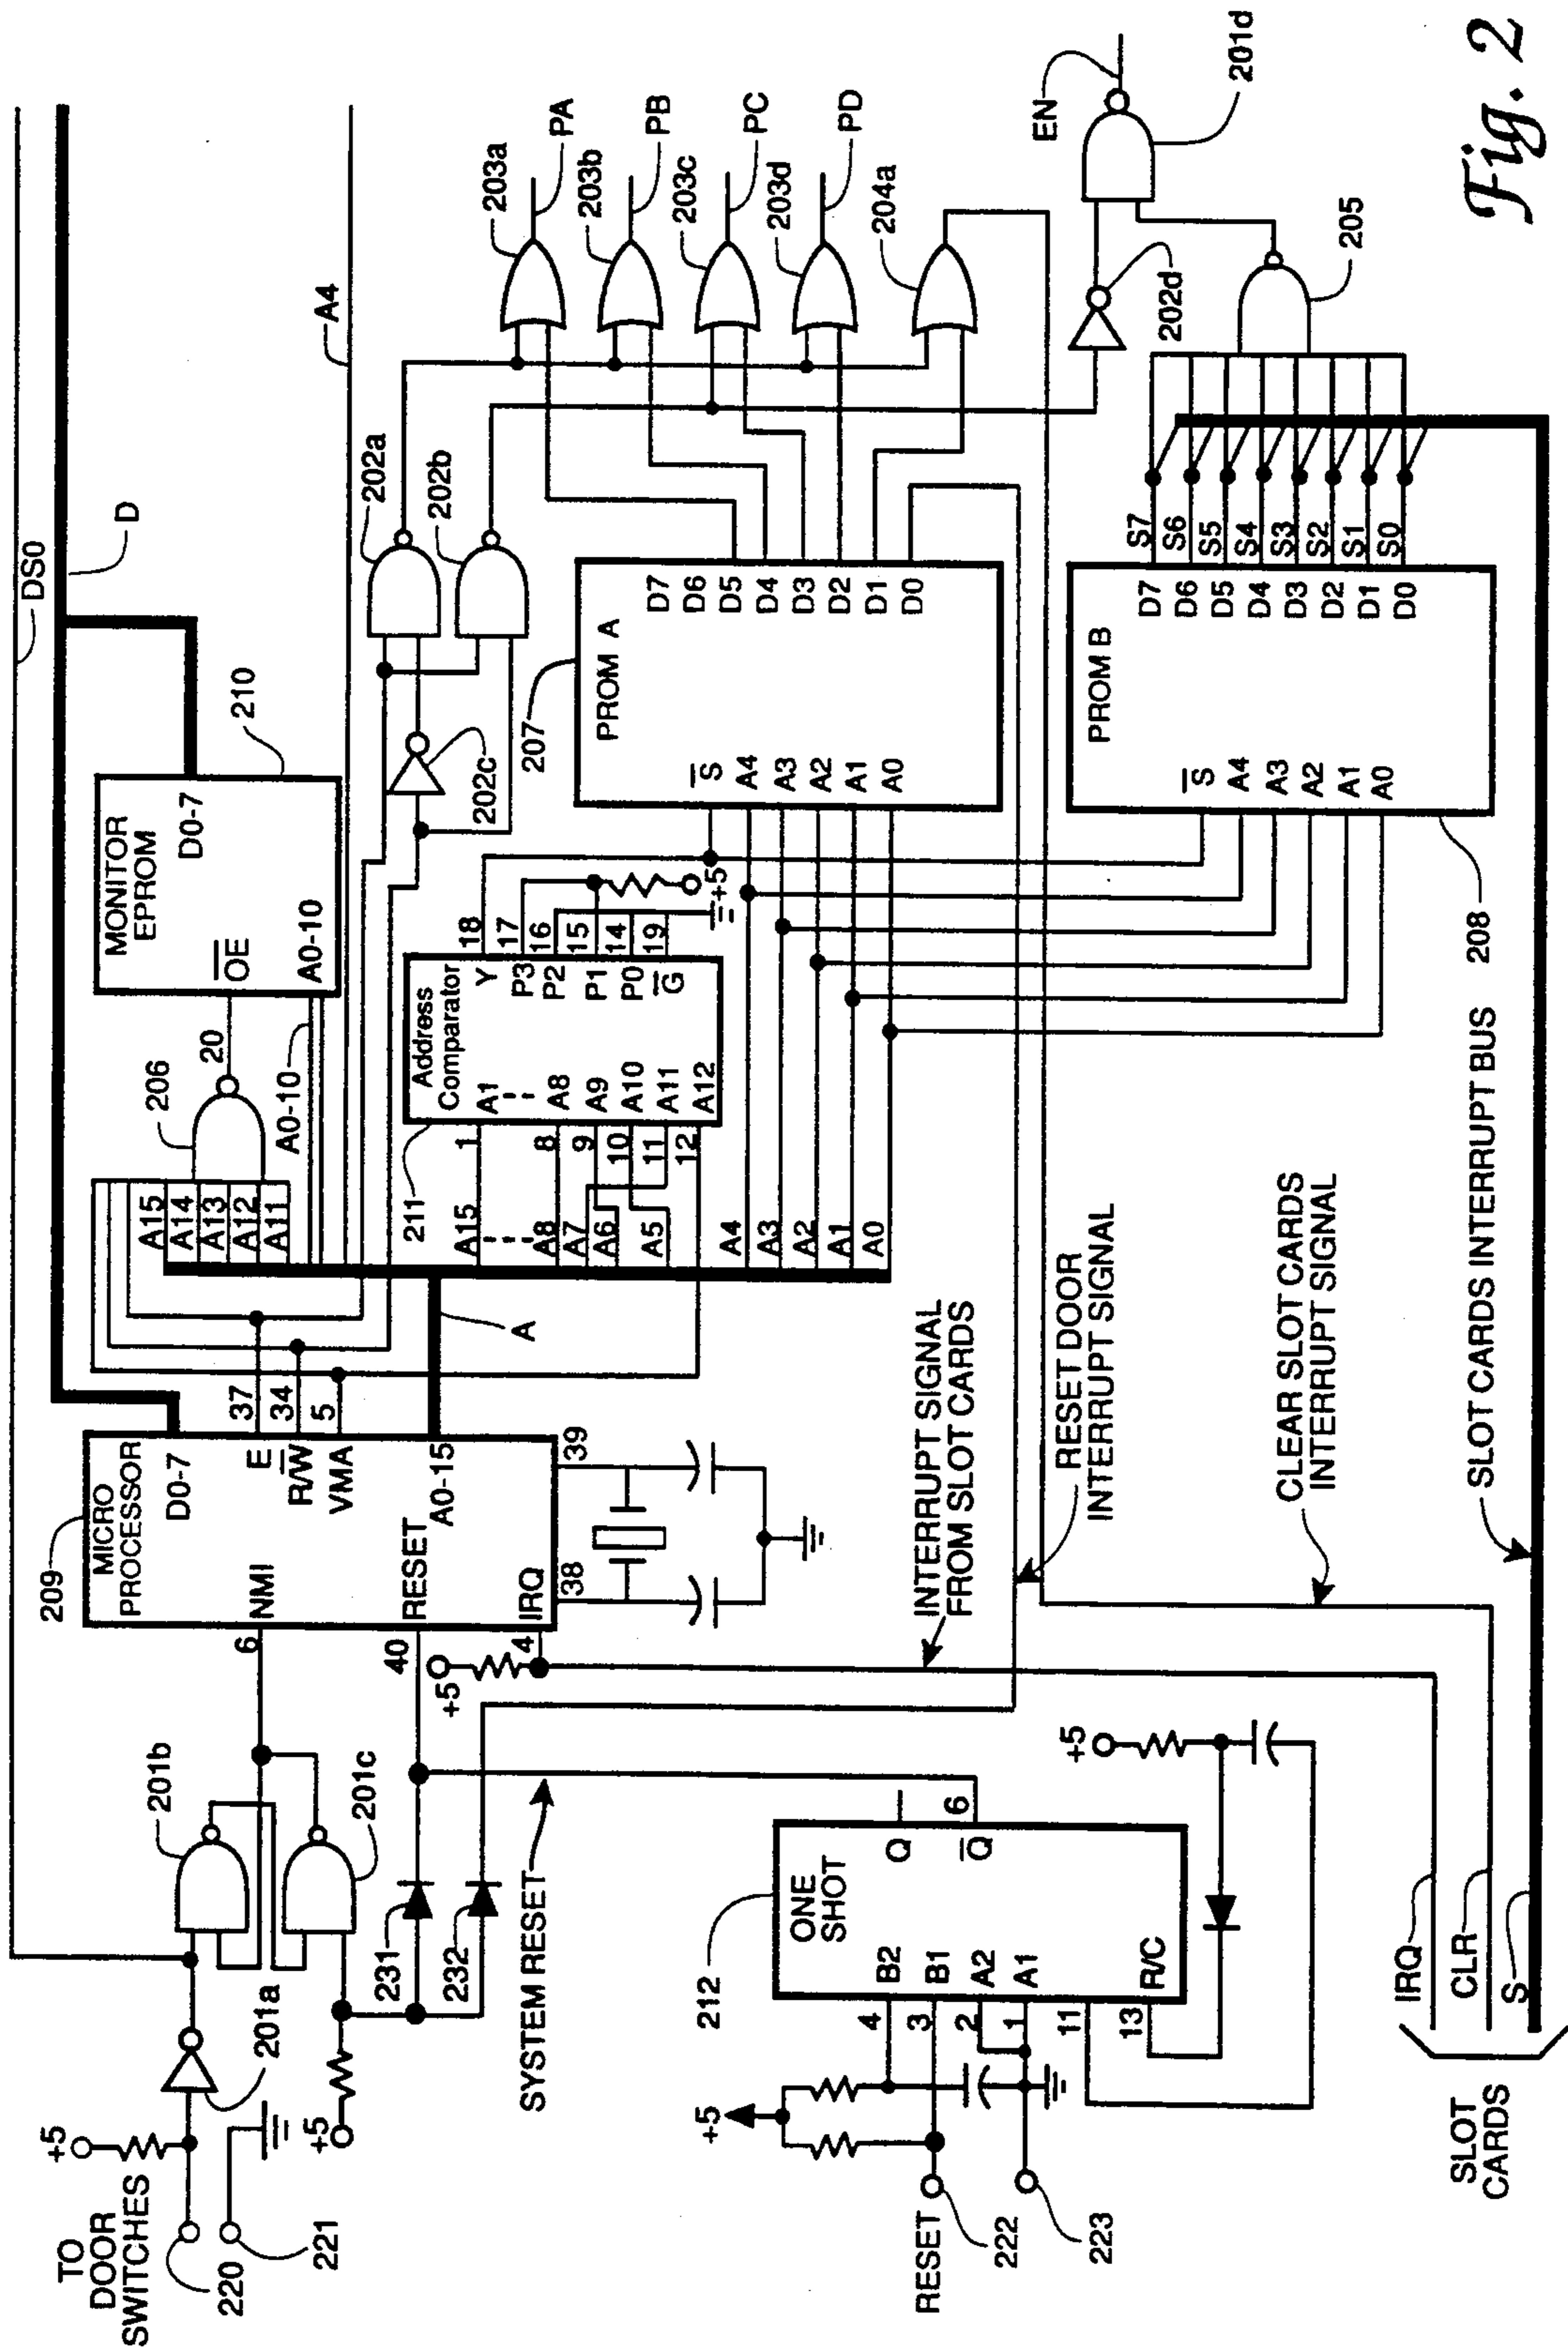 DS0
D
A4
MICRO
PROCESSOR
209
D0-7
NMI
6
E
37
R/W
34
VMA
5
RESET
40
A0-15
IRQ
4
38
39
+5
A
A15
A14
A13
A12
A11
206
20
A0-10
MONITOR
EPROM
210
D0-7
OE
A0-10
202a
202b
202c
Address
Comparator
211
A15
A8
A7
A6
A5
1
8
9
10
11
12
A1
A8
A9
A10
A11
A12
Y
P3
P2
P1
P0
G
18
17
16
15
14
19
+5
A4
A3
A2
A1
A0
PROM A
207
S
A4
A3
A2
A1
A0
D7
D6
D5
D4
D3
D2
D1
D0
PROM B
208
S
A4
A3
A2
A1
A0
D7
D6
D5
D4
D3
D2
D1
D0
S7
S6
S5
S4
S3
S2
S1
S0
203a
PA
203b
PB
203c
PC
203d
PD
204a
202d
EN
201d
205
TO
DOOR
SWITCHES
+5
220
221
201a
201b
201c
+5
231
232
SYSTEM RESET
ONE
SHOT
212
Q
Q
6
B2
B1
A2
A1
R/C
4
3
2
1
11
13
+5
+5
RESET
222
223
INTERRUPT SIGNAL
FROM SLOT CARDS
RESET DOOR
INTERRUPT SIGNAL
CLEAR SLOT CARDS
INTERRUPT SIGNAL
SLOT CARDS INTERRUPT BUS
IRQ
CLR
S
SLOT
CARDS
Fig. 2